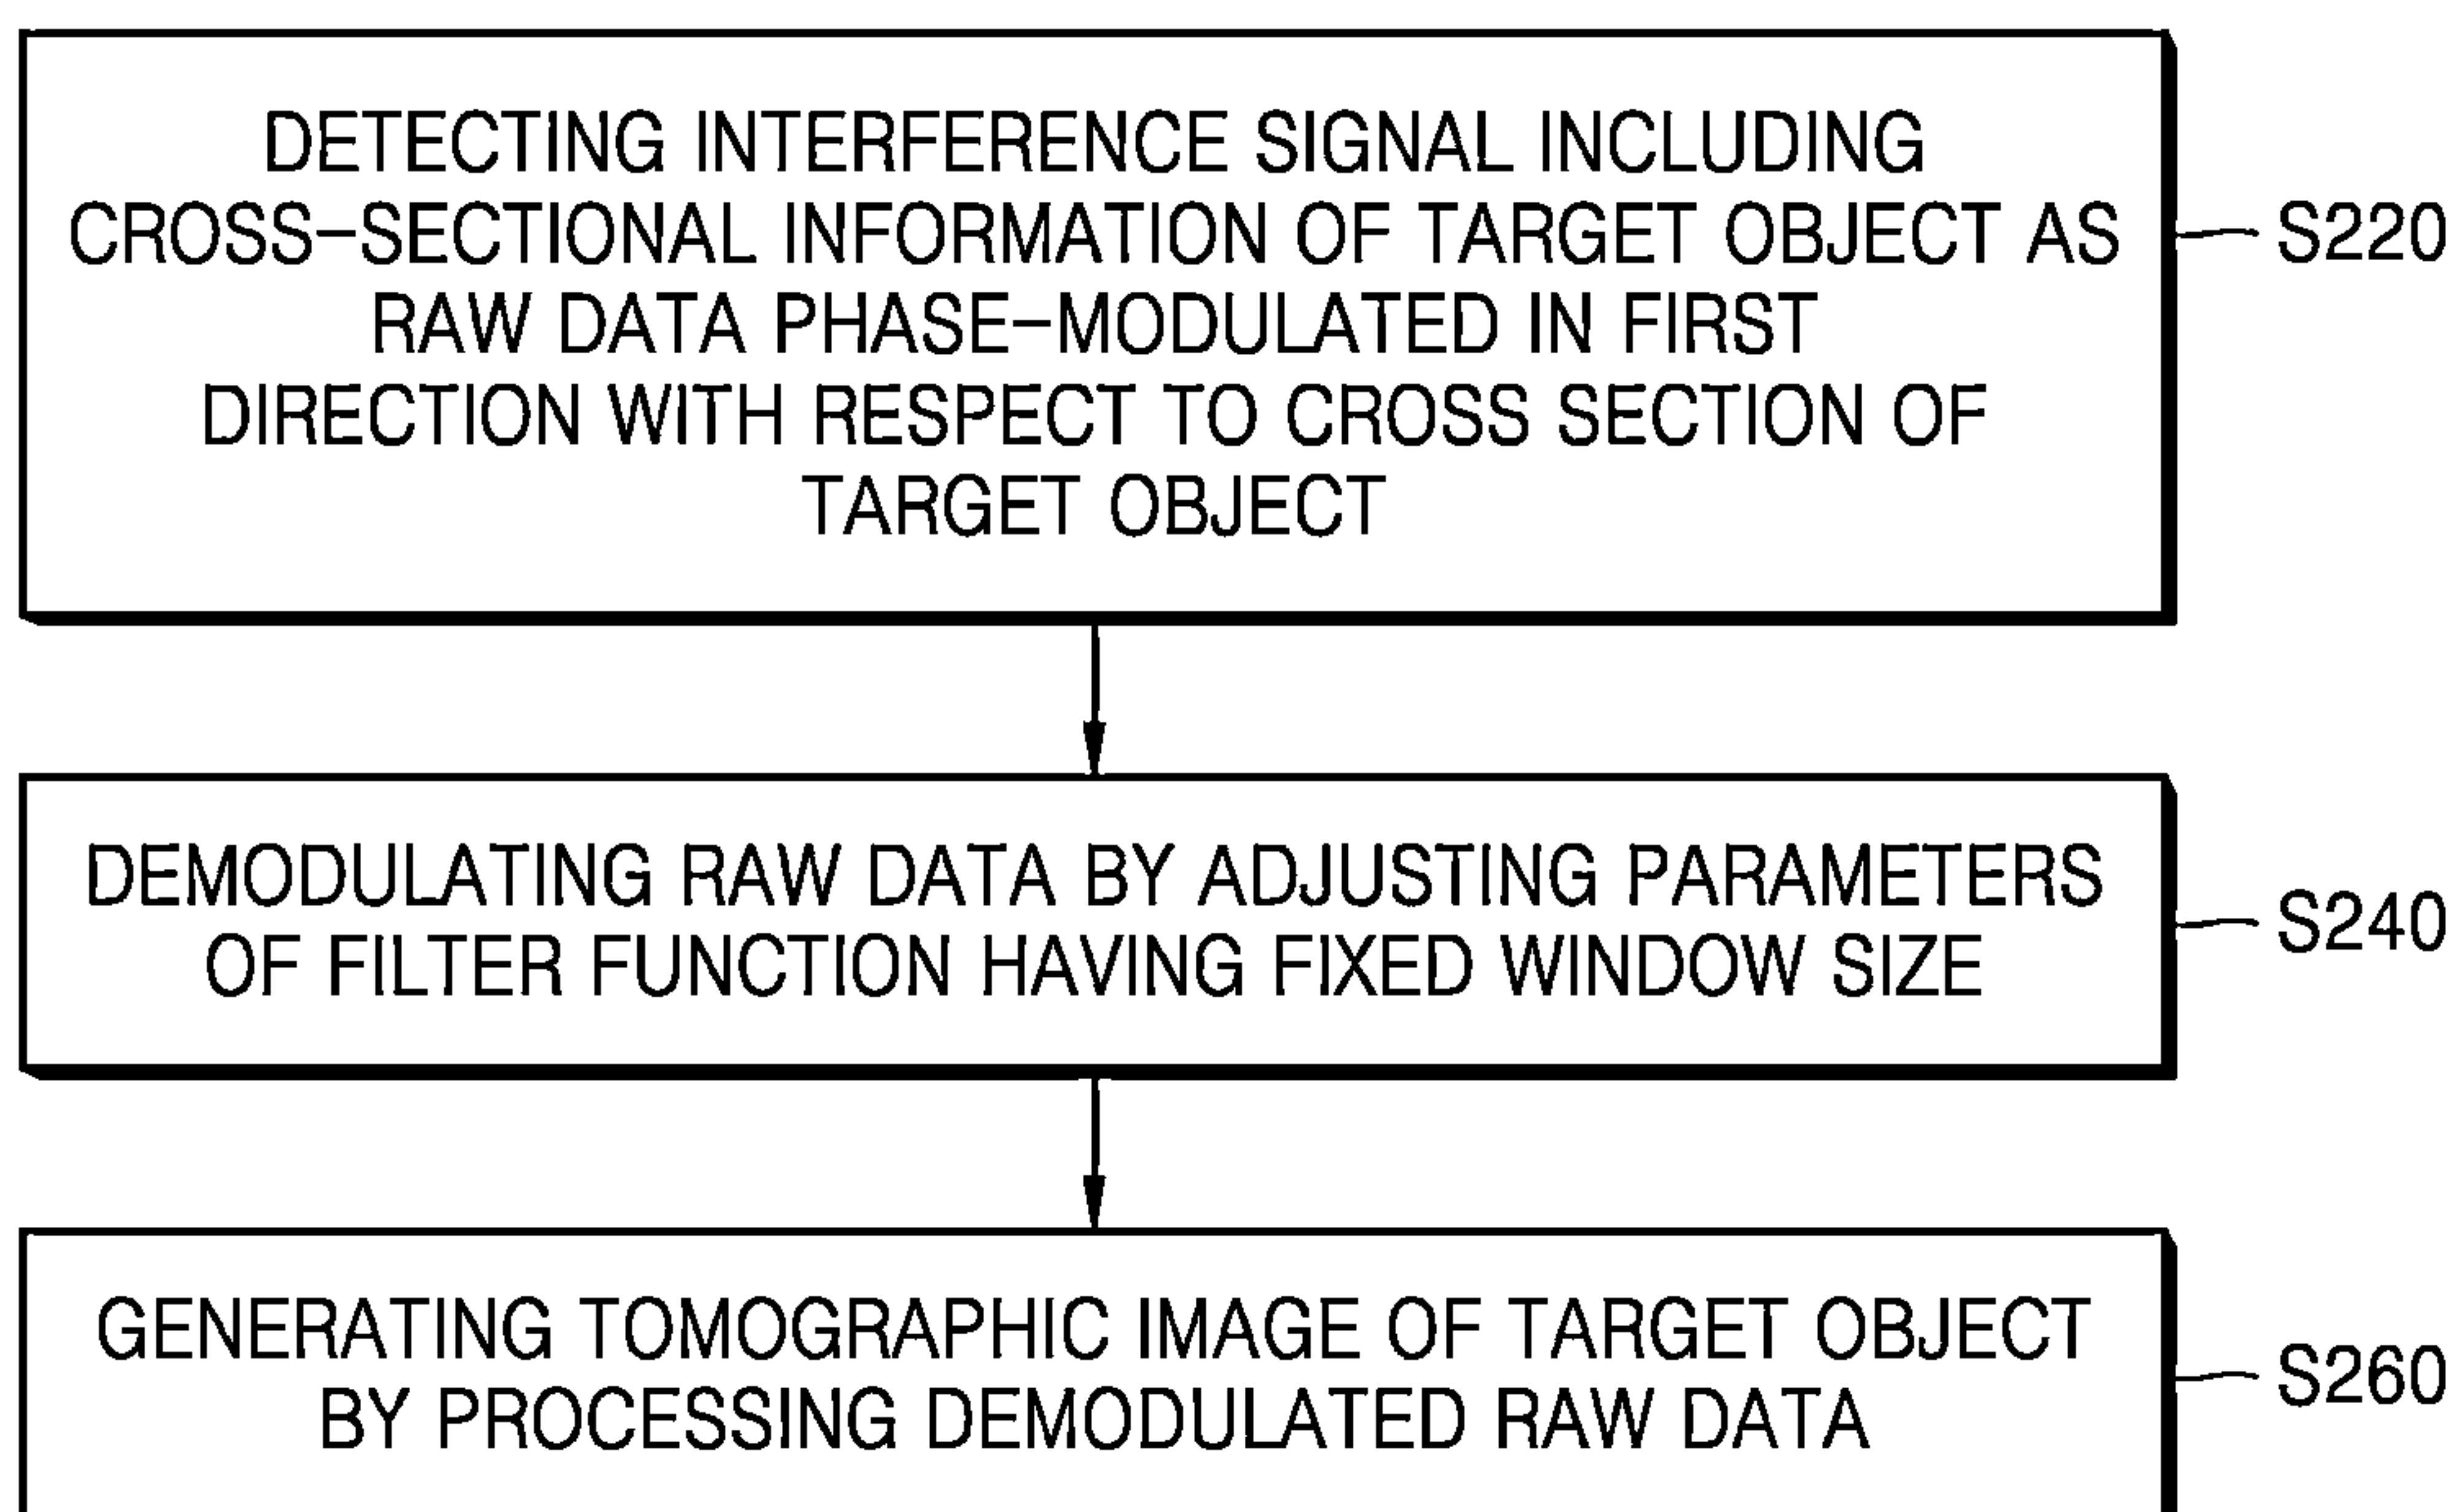 DETECTING INTERFERENCE SIGNAL INCLUDING
CROSS-SECTIONAL INFORMATION OF TARGET OBJECT AS
RAW DATA PHASE-MODULATED IN FIRST
DIRECTION WITH RESPECT TO CROSS SECTION OF
TARGET OBJECT
S220
DEMODULATING RAW DATA BY ADJUSTING PARAMETERS
OF FILTER FUNCTION HAVING FIXED WINDOW SIZE
S240
GENERATING TOMOGRAPHIC IMAGE OF TARGET OBJECT
BY PROCESSING DEMODULATED RAW DATA
S260